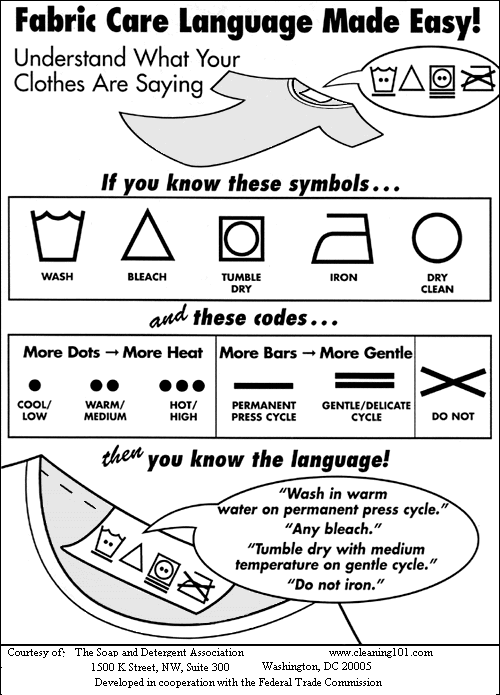 Fabric Care Language Made Easy!
Understand What Your
Clothes Are Saying
If you know these symbols...
WASH
BLEACH
TUMBLE
DRY
IRON
DRY
CLEAN
and these codes...
More Dots → More Heat
COOL/
LOW
WARM/
MEDIUM
HOT/
HIGH
More Bars → More Gentle
PERMANENT
PRESS CYCLE
GENTLE/DELICATE
CYCLE
DO NOT
then you know the language!
"Wash in warm
water on permanent press cycle."
"Any bleach."
"Tumble dry with medium
temperature on gentle cycle."
"Do not iron."
Courtesy of: The Soap and Detergent Association www.cleaning101.com
1500 K Street, NW, Suite 300 Washington, DC 20005
Developed in cooperation with the Federal Trade Commission